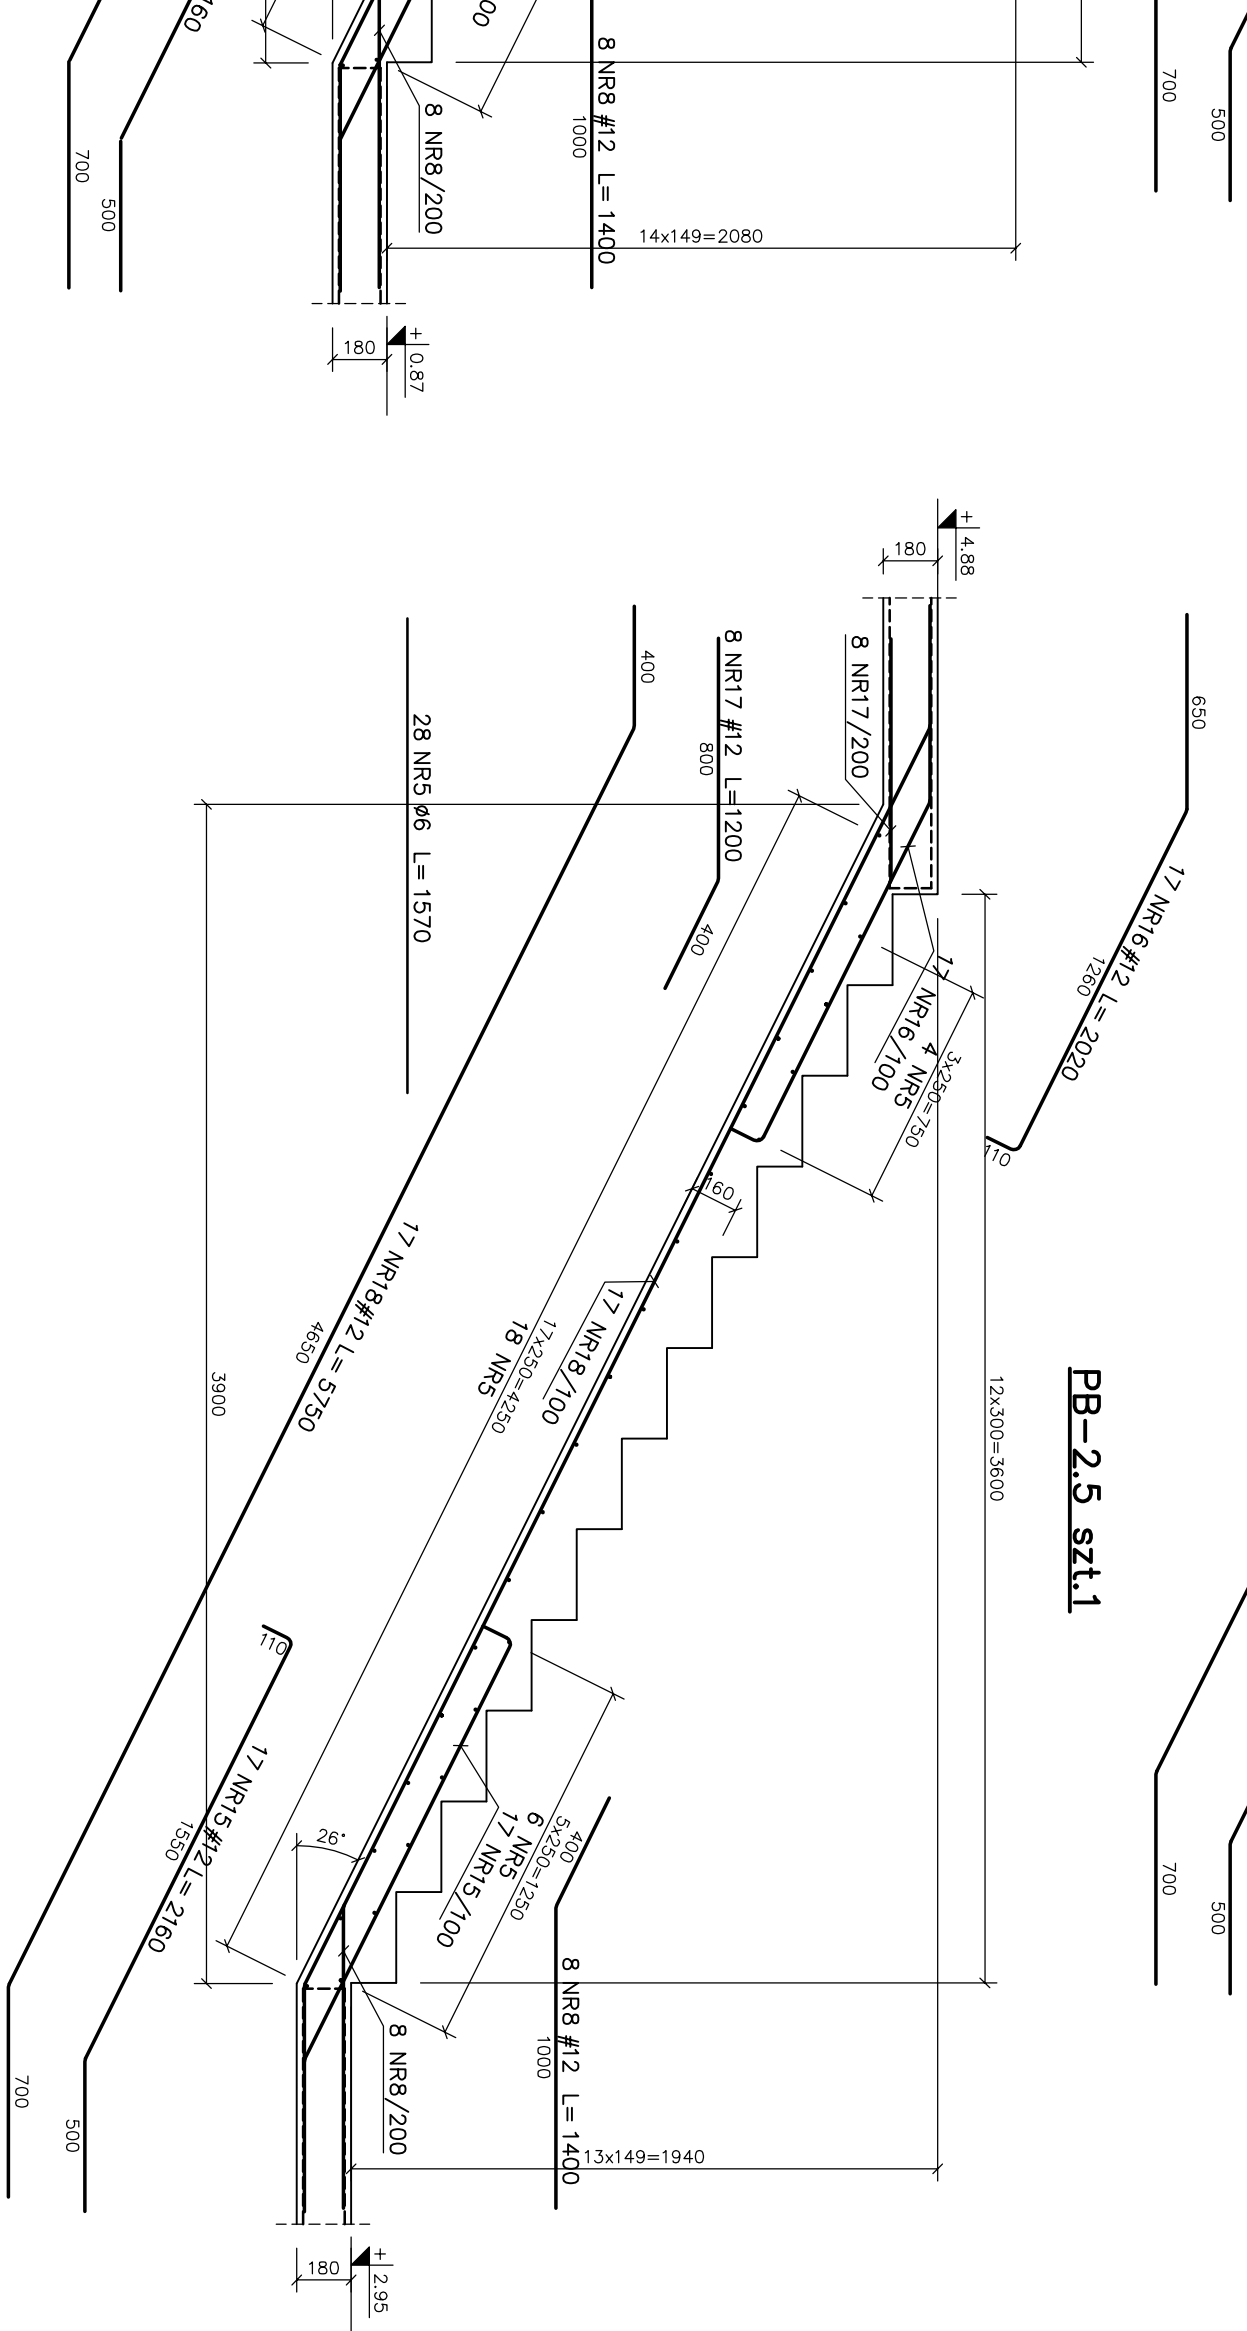 PB-2.5 szt.1
17 NR16 #12 L= 2020
650
1260
110
12x300=3600
+ 4.88
180
8 NR17/200
17 NR16/100
4 NR5
3x250=750
8 NR17 #12 L=1200
800
400
160
17 NR18/100
17x250=4250
18 NR5
28 NR5 ø6 L= 1570
400
17 NR18 #12 L= 5750
4650
700
3900
26°
17 NR15 #12 L= 2160
110
1550
500
6 NR5
5x250=1250
17 NR15/100
8 NR8 #12 L= 1400
400
1000
8 NR8/200
13x149=1940
+ 2.95
180
8 NR8 #12 L= 1400
1000
8 NR8/200
14x149=2080
+ 0.87
180
700
500
160
00
700
500
700
500